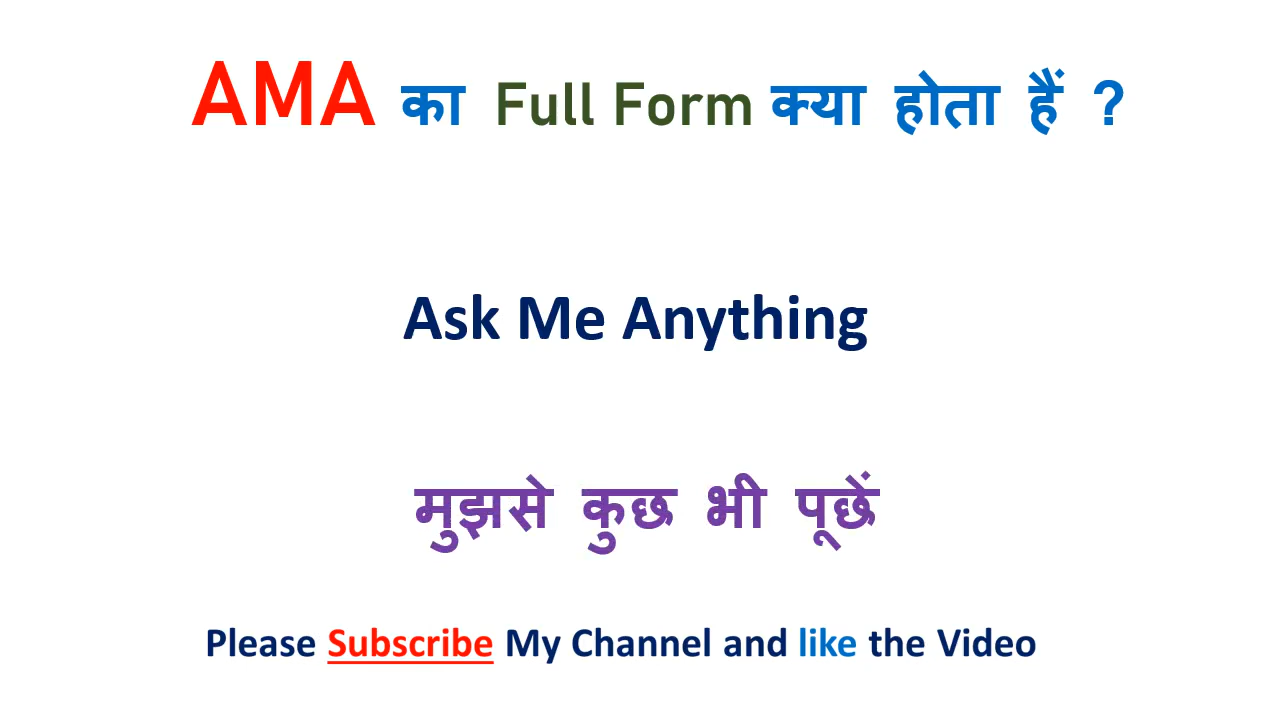 AMA का Full Form क्या होता हैं ?
Ask Me Anything
मुझसे कुछ भी पूछें
Please Subscribe My Channel and like the Video